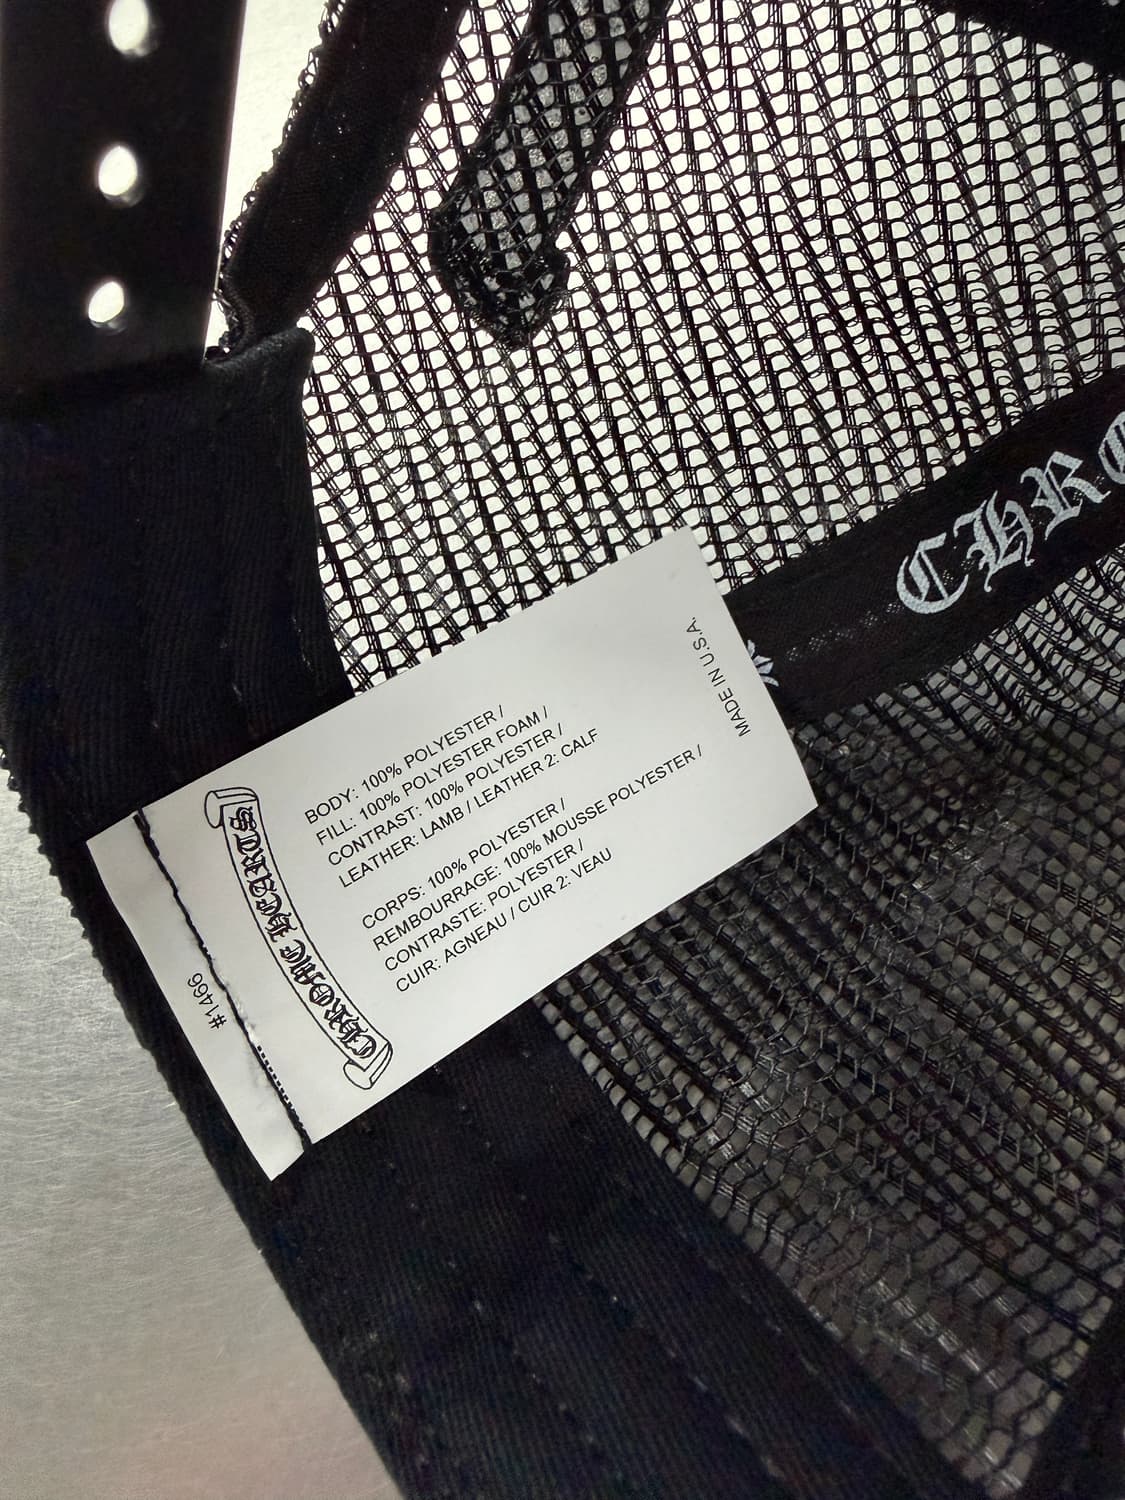 CHRO
MADE IN U.S.A.
BODY: 100% POLYESTER /
FILL: 100% POLYESTER FOAM /
CONTRAST: 100% POLYESTER /
LEATHER: LAMB / LEATHER 2: CALF
CORPS: 100% POLYESTER /
REMBOURRAGE: 100% MOUSSE POLYESTER /
CONTRASTE: POLYESTER /
CUIR: AGNEAU / CUIR 2: VEAU
CHROME HEARTS
#1466